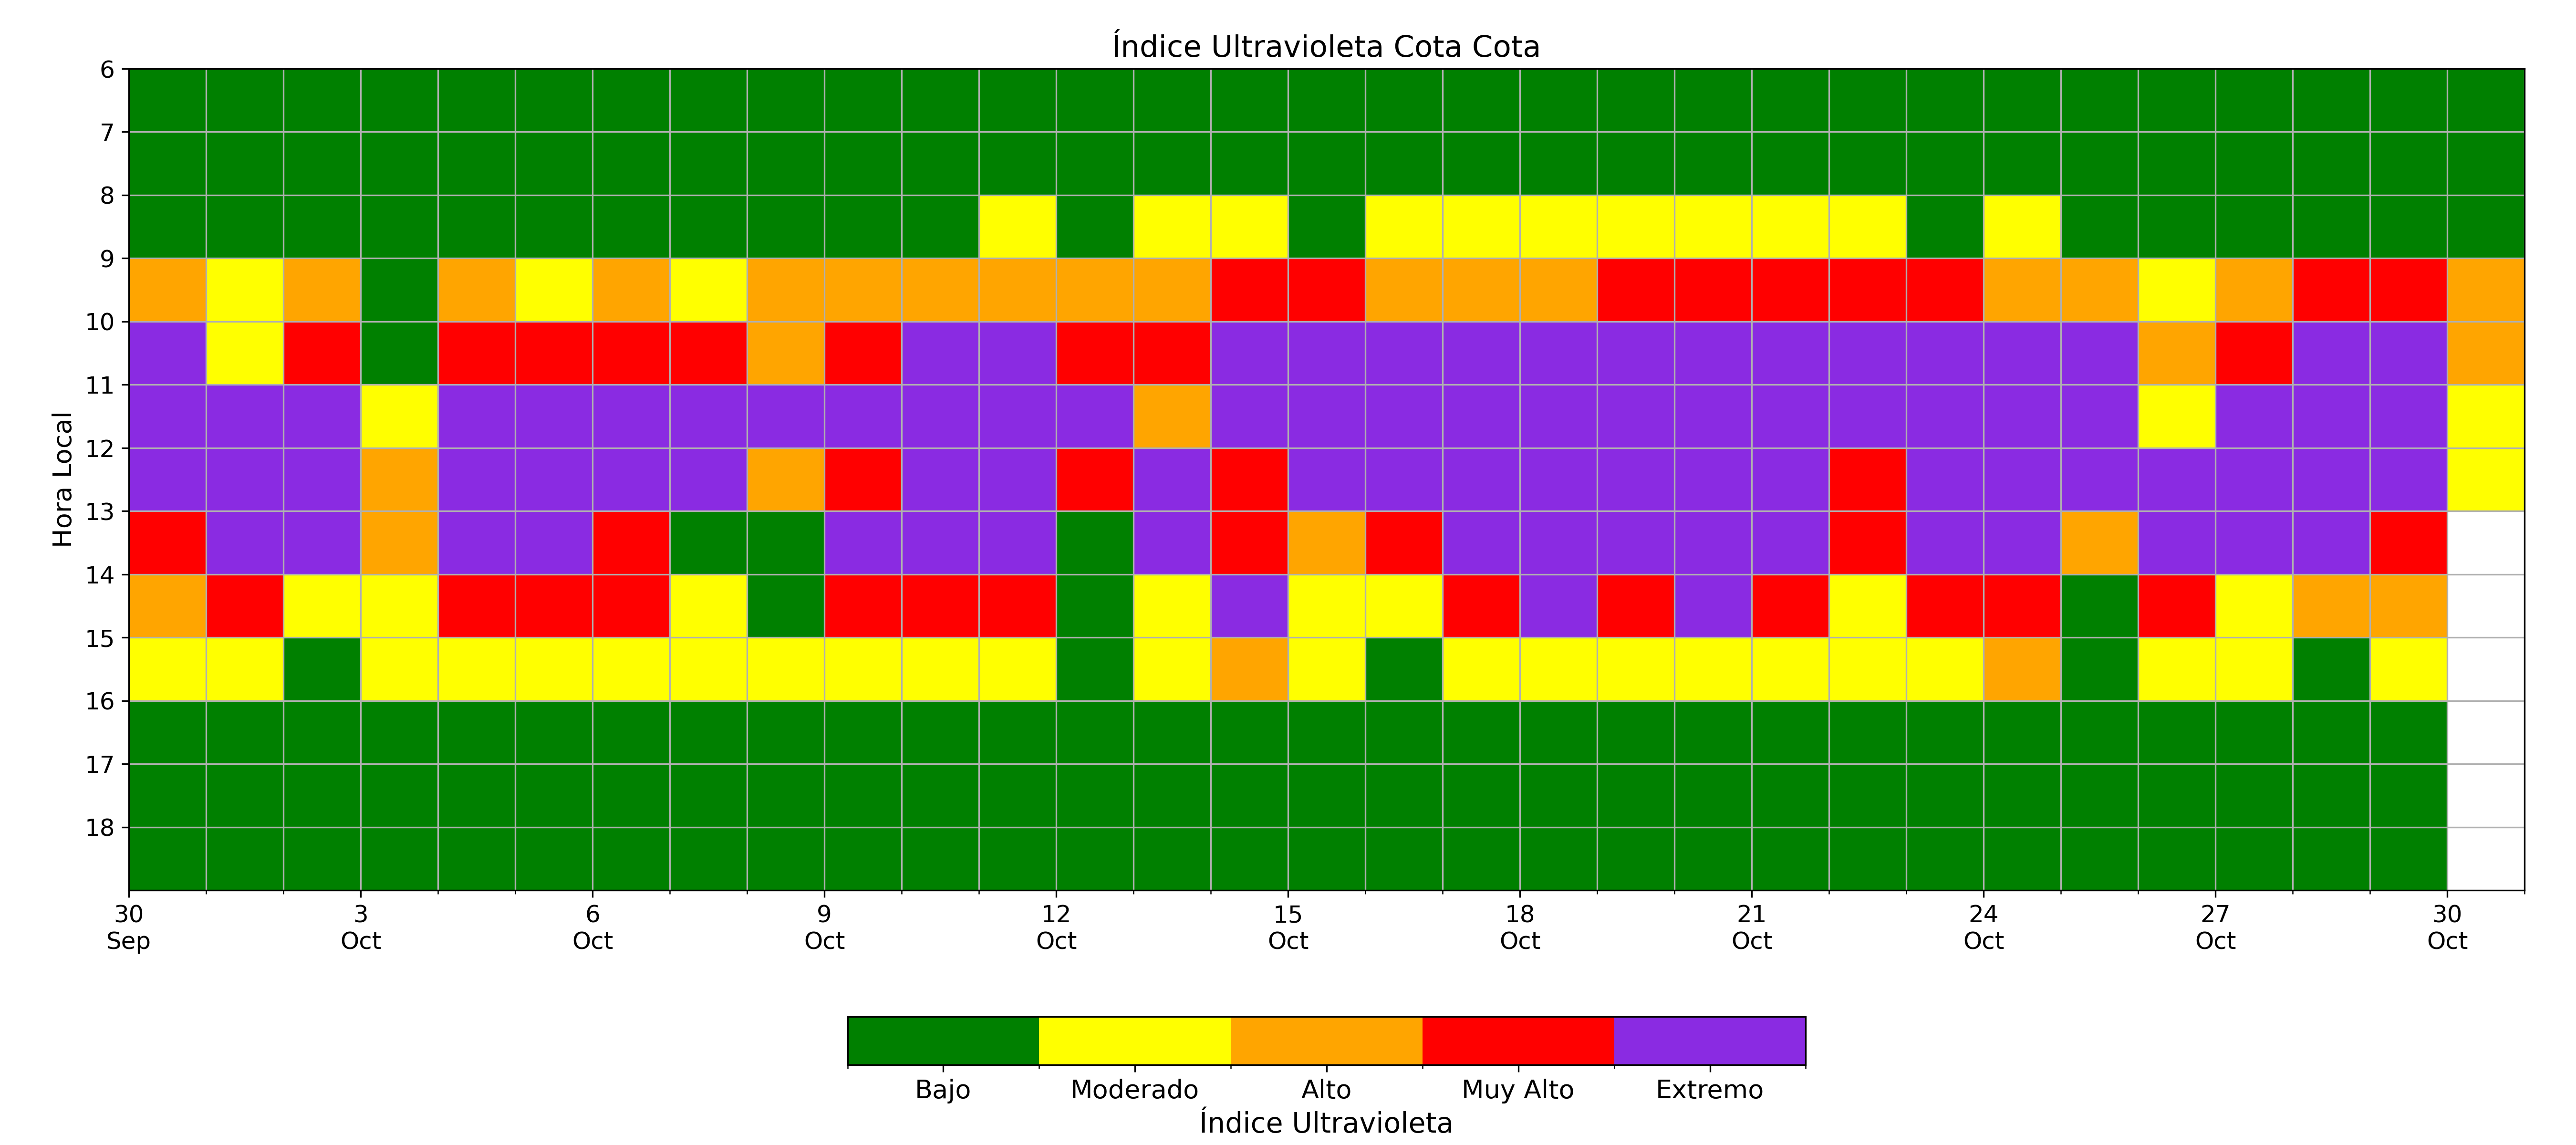 Índice Ultravioleta Cota Cota
Hora Local
6
7
8
9
10
11
12
13
14
15
16
17
18
30 3 6 9 12 15 18 21 24 27 30
Sep Oct Oct Oct Oct Oct Oct Oct Oct Oct Oct
Bajo Moderado Alto Muy Alto Extremo
Índice Ultravioleta